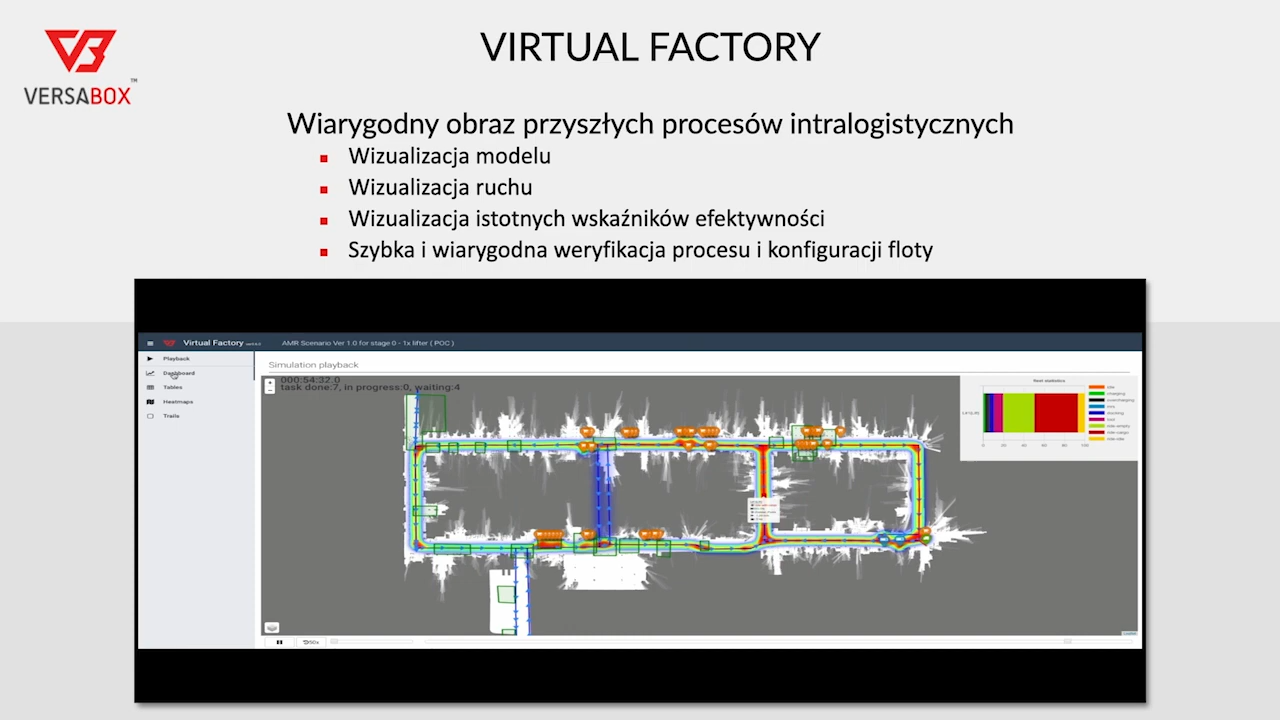 VIRTUAL FACTORY
VERSABOX
TM
Wiarygodny obraz przyszłych procesów intralogistycznych
Wizualizacja modelu
Wizualizacja ruchu
Wizualizacja istotnych wskaźników efektywności
Szybka i wiarygodna weryfikacja procesu i konfiguracji floty
Virtual Factory
AMR Scenario Ver 1.0 for stage 0 - 1x lifter ( POC )
Playback
Dashboard
Tables
Heatmaps
Trails
Simulation playback
000:54:32.0
task done:7, in progress:0, waiting:4